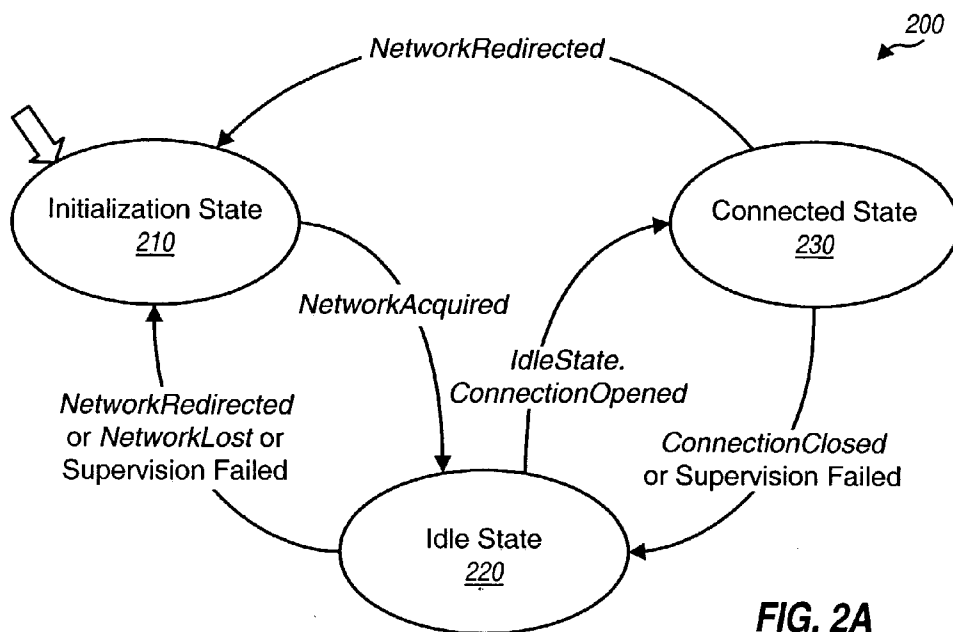 200
NetworkRedirected
Initialization State
210
Connected State
230
NetworkAcquired
IdleState.
ConnectionOpened
NetworkRedirected
or NetworkLost or
Supervision Failed
ConnectionClosed
or Supervision Failed
Idle State
220
FIG. 2A